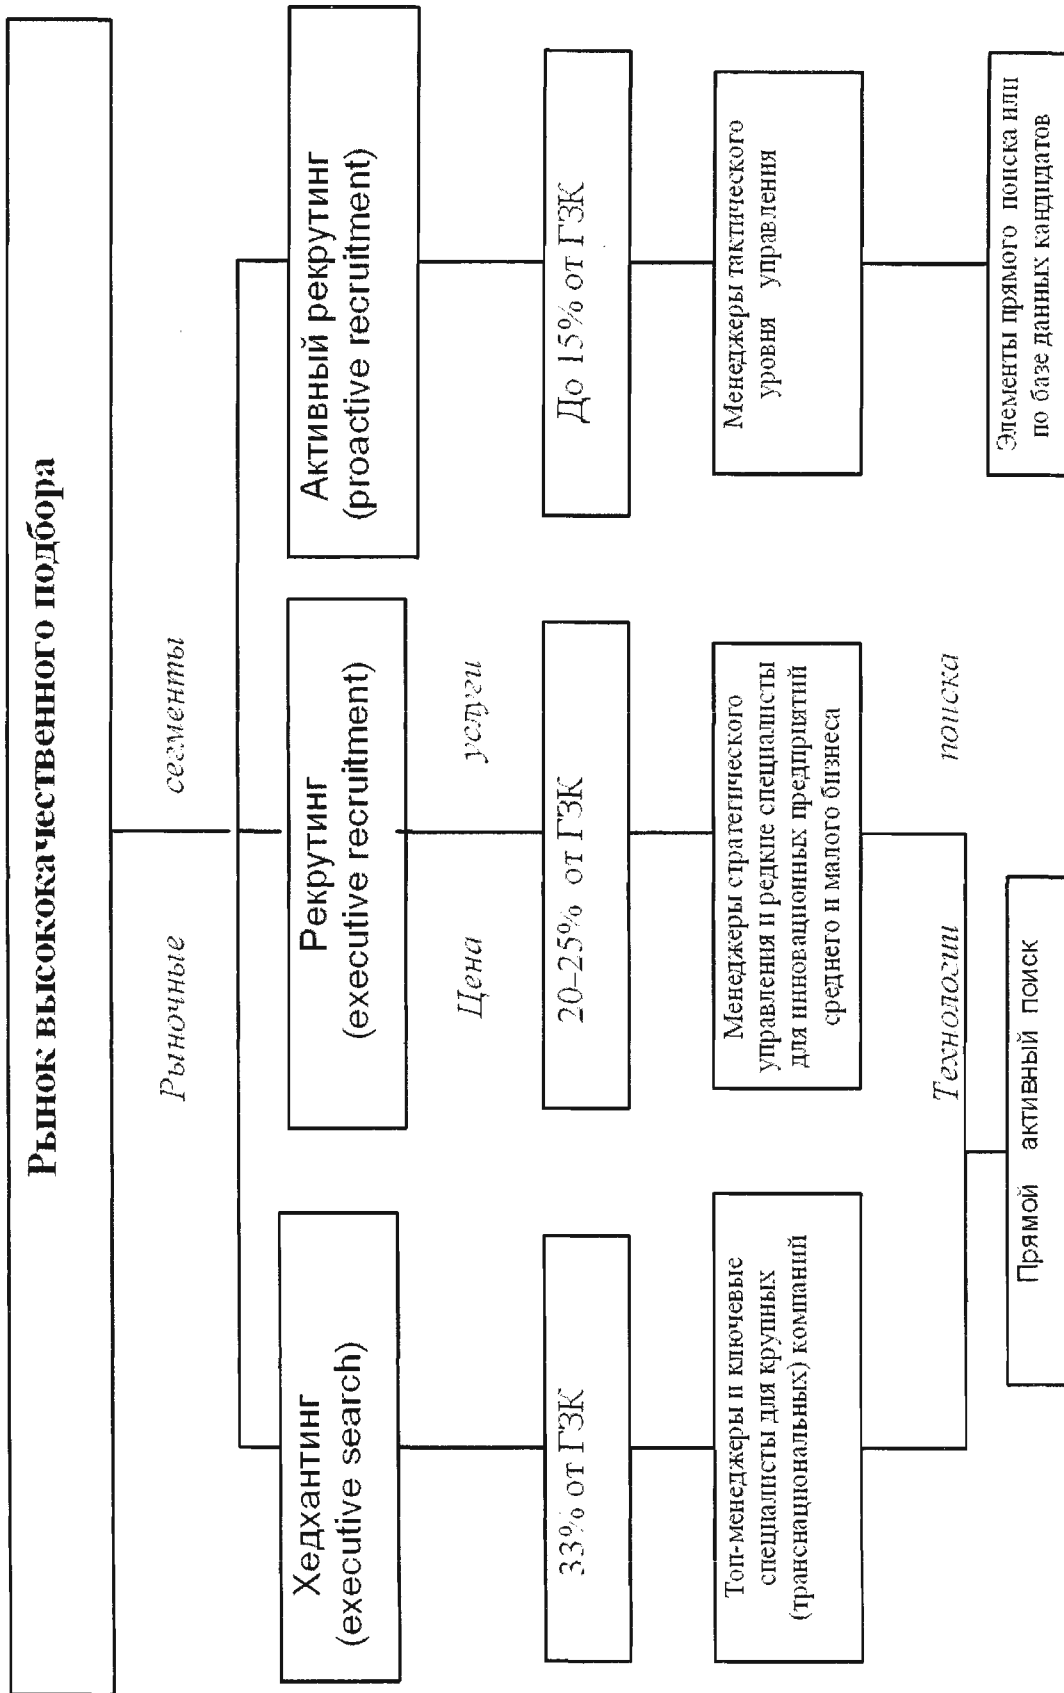 Рынок высококачественного подбора
Рыночные сегменты
Хедхантинг
(executive search)
Рекрутинг
(executive recruitment)
Активный рекрутинг
(proactive recruitment)
Цена услуги
33% от ГЗК
20–25% от ГЗК
До 15% от ГЗК
Топ-менеджеры и ключевые
специалисты для крупных
(транснациональных) компаний
Менеджеры стратегического
управления и редкие специалисты
для инновационных предприятий
среднего и малого бизнеса
Менеджеры тактического
уровня управления
Технологии поиска
Прямой активный поиск
Элементы прямого поиска или
по базе данных кандидатов